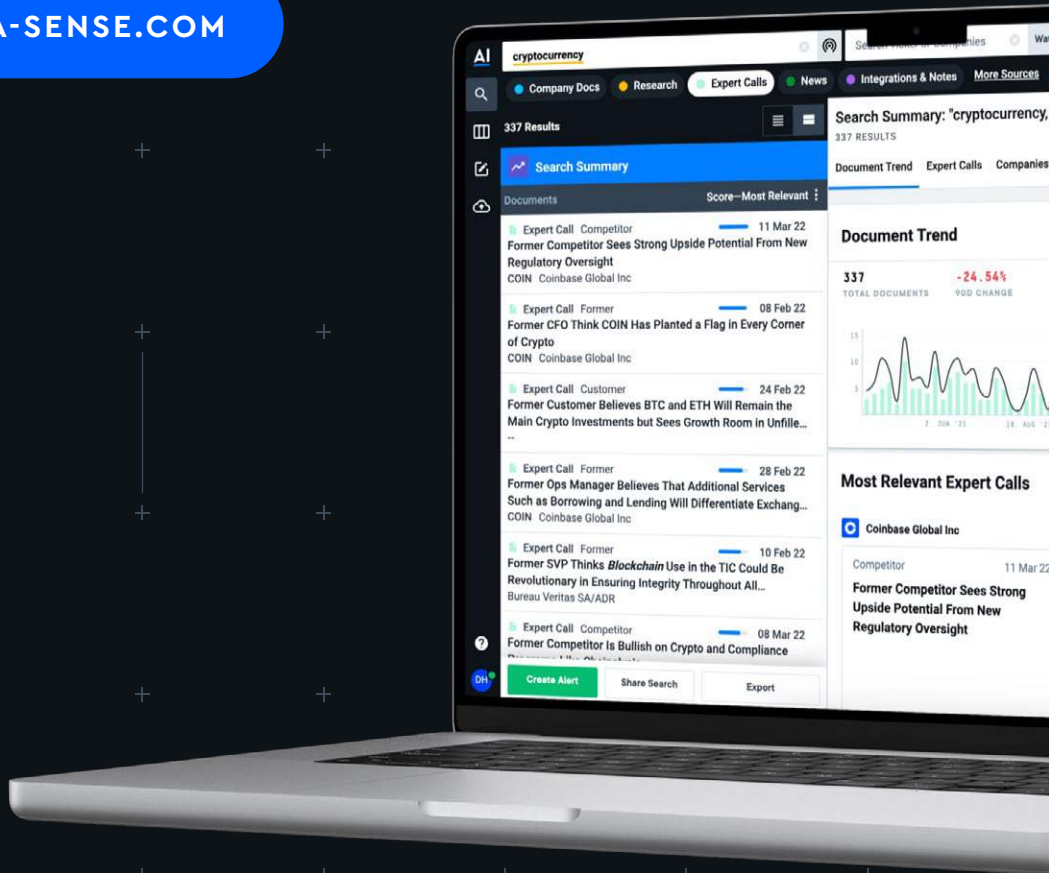 A-SENSE.COM
AI
cryptocurrency
Company Docs
Research
Expert Calls
News
Integrations & Notes
More Sources
337 Results
Search Summary
Documents
Score—Most Relevant
Expert Call Competitor 11 Mar 22
Former Competitor Sees Strong Upside Potential From New
Regulatory Oversight
COIN Coinbase Global Inc
Expert Call Former 08 Feb 22
Former CFO Think COIN Has Planted a Flag in Every Corner
of Crypto
COIN Coinbase Global Inc
Expert Call Customer 24 Feb 22
Former Customer Believes BTC and ETH Will Remain the
Main Crypto Investments but Sees Growth Room in Unfille...
--
Expert Call Former 28 Feb 22
Former Ops Manager Believes That Additional Services
Such as Borrowing and Lending Will Differentiate Exchang...
COIN Coinbase Global Inc
Expert Call Former 10 Feb 22
Former SVP Thinks Blockchain Use in the TIC Could Be
Revolutionary in Ensuring Integrity Throughout All...
Bureau Veritas SA/ADR
Expert Call Competitor 08 Mar 22
Former Competitor Is Bullish on Crypto and Compliance
DH
Create Alert
Share Search
Export
Search Summary: "cryptocurrency,
337 RESULTS
Document Trend
Expert Calls
Companies
Document Trend
337
TOTAL DOCUMENTS
-24.54%
90D CHANGE
15
10
5
2. JUN '21
Most Relevant Expert Calls
Coinbase Global Inc
Competitor 11 Mar 22
Former Competitor Sees Strong
Upside Potential From New
Regulatory Oversight